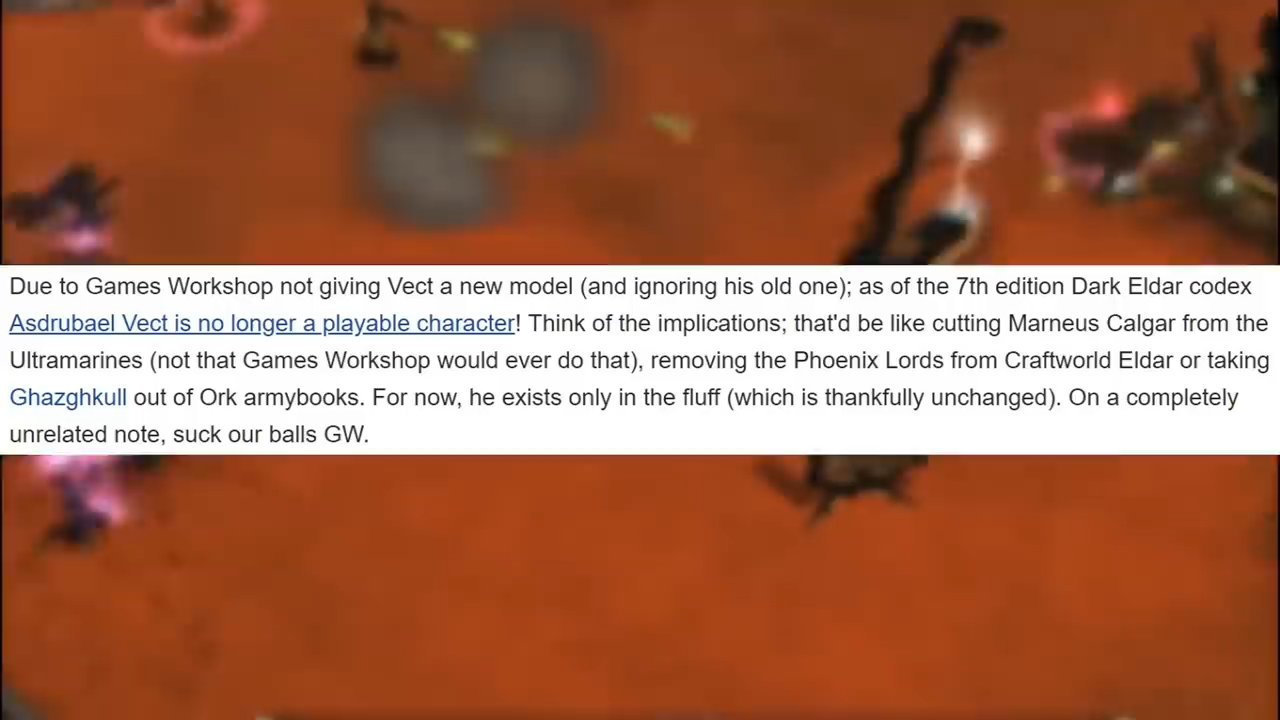 Due to Games Workshop not giving Vect a new model (and ignoring his old one); as of the 7th edition Dark Eldar codex
Asdrubael Vect is no longer a playable character! Think of the implications; that'd be like cutting Marneus Calgar from the
Ultramarines (not that Games Workshop would ever do that), removing the Phoenix Lords from Craftworld Eldar or taking
Ghazghkull out of Ork armybooks. For now, he exists only in the fluff (which is thankfully unchanged). On a completely
unrelated note, suck our balls GW.